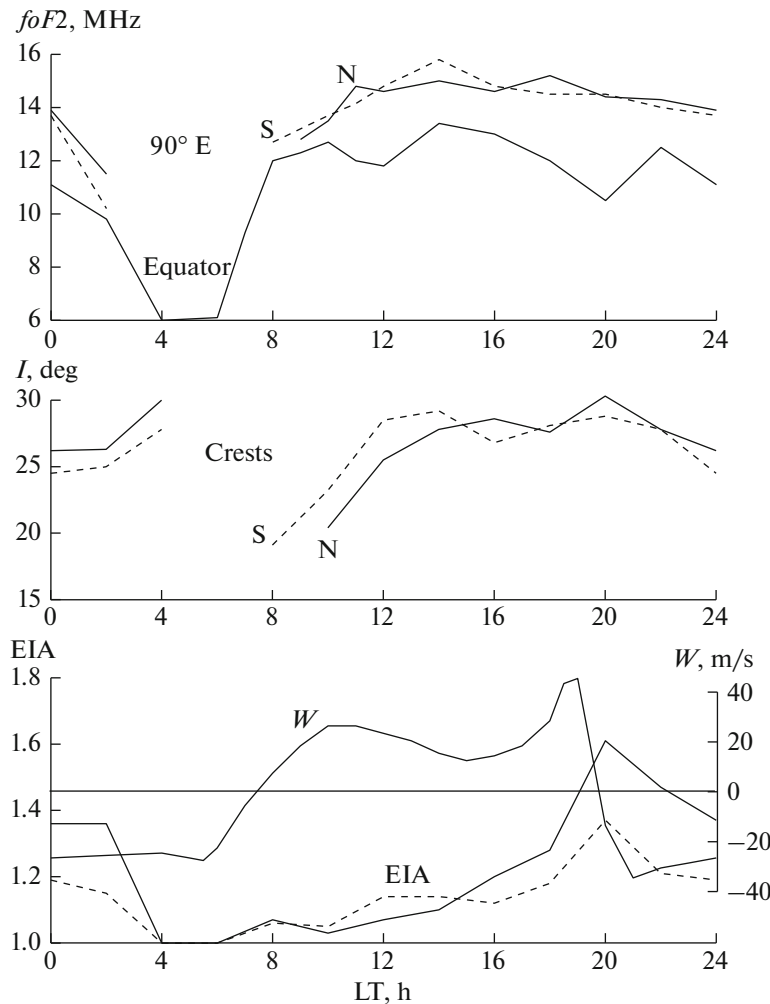 foF2, MHz
16
N
14
S
90° E
12
10
Equator
8
6
0 4 8 12 16 20 24
I, deg
30
Crests
25
20
S N
15
0 4 8 12 16 20 24
EIA W, m/s
1.8
40
W
1.6 20
0
1.4
−20
EIA
1.2
−40
1.0
0 4 8 12 16 20 24
LT, h